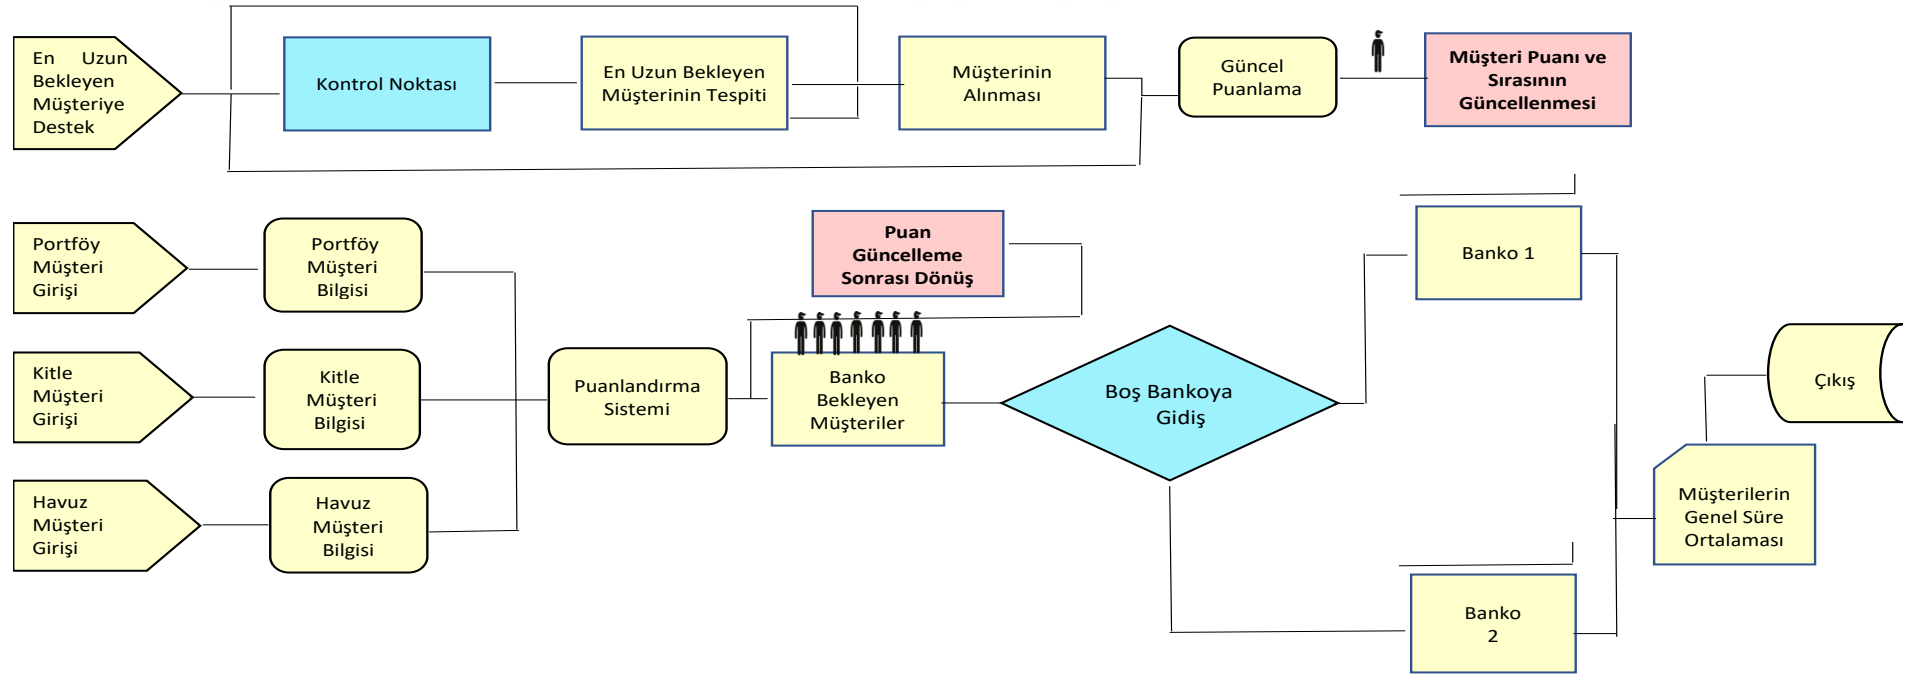 En Uzun
Bekleyen
Müşteriye
Destek
Kontrol Noktası
En Uzun Bekleyen
Müşterinin Tespiti
Müşterinin
Alınması
Güncel
Puanlama
Müşteri Puanı ve
Sırasının
Güncellenmesi
Portföy
Müşteri
Girişi
Portföy
Müşteri
Bilgisi
Puan
Güncelleme
Sonrası Dönüş
Banko 1
Kitle
Müşteri
Girişi
Kitle
Müşteri
Bilgisi
Puanlandırma
Sistemi
Banko
Bekleyen
Müşteriler
Boş Bankoya
Gidiş
Çıkış
Havuz
Müşteri
Girişi
Havuz
Müşteri
Bilgisi
Müşterilerin
Genel Süre
Ortalaması
Banko
2